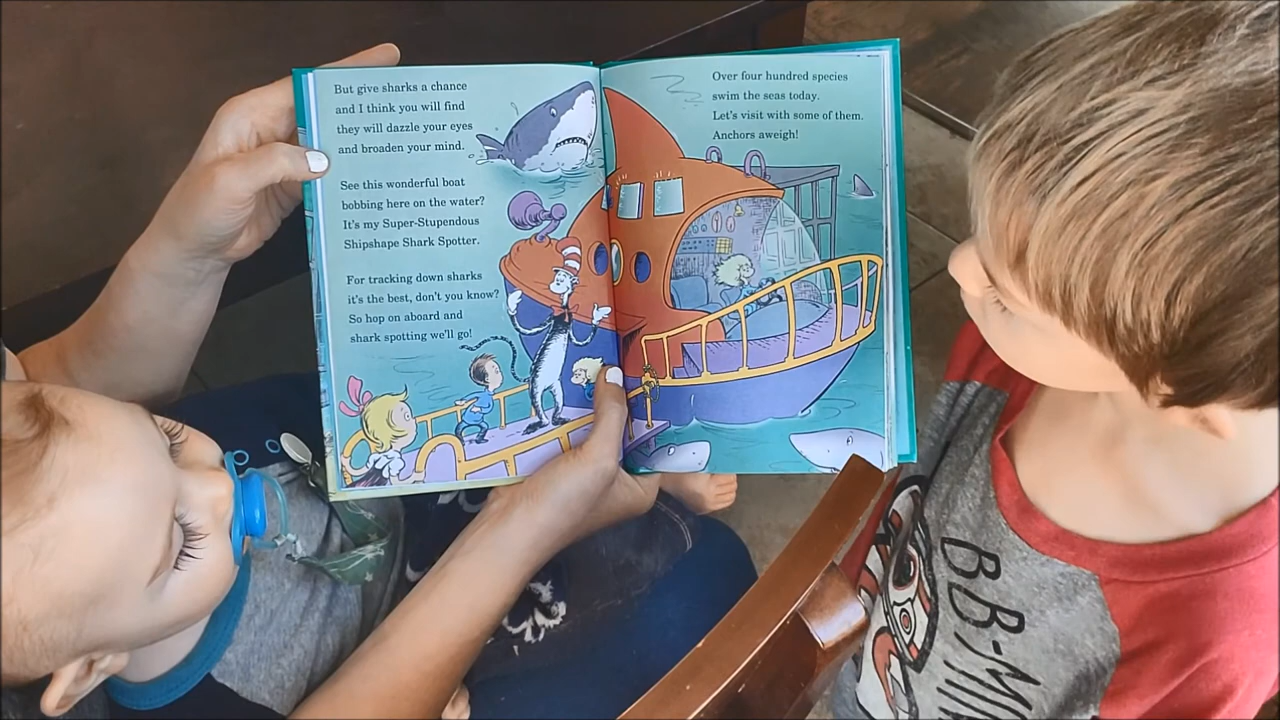 But give sharks a chance
and I think you will find
they will dazzle your eyes
and broaden your mind.
See this wonderful boat
bobbing here on the water?
It's my Super-Stupendous
Shipshape Shark Spotter.
For tracking down sharks
it's the best, don't you know?
So hop on aboard and
shark spotting we'll go!
Over four hundred species
swim the seas today.
Let's visit with some of them.
Anchors aweigh!